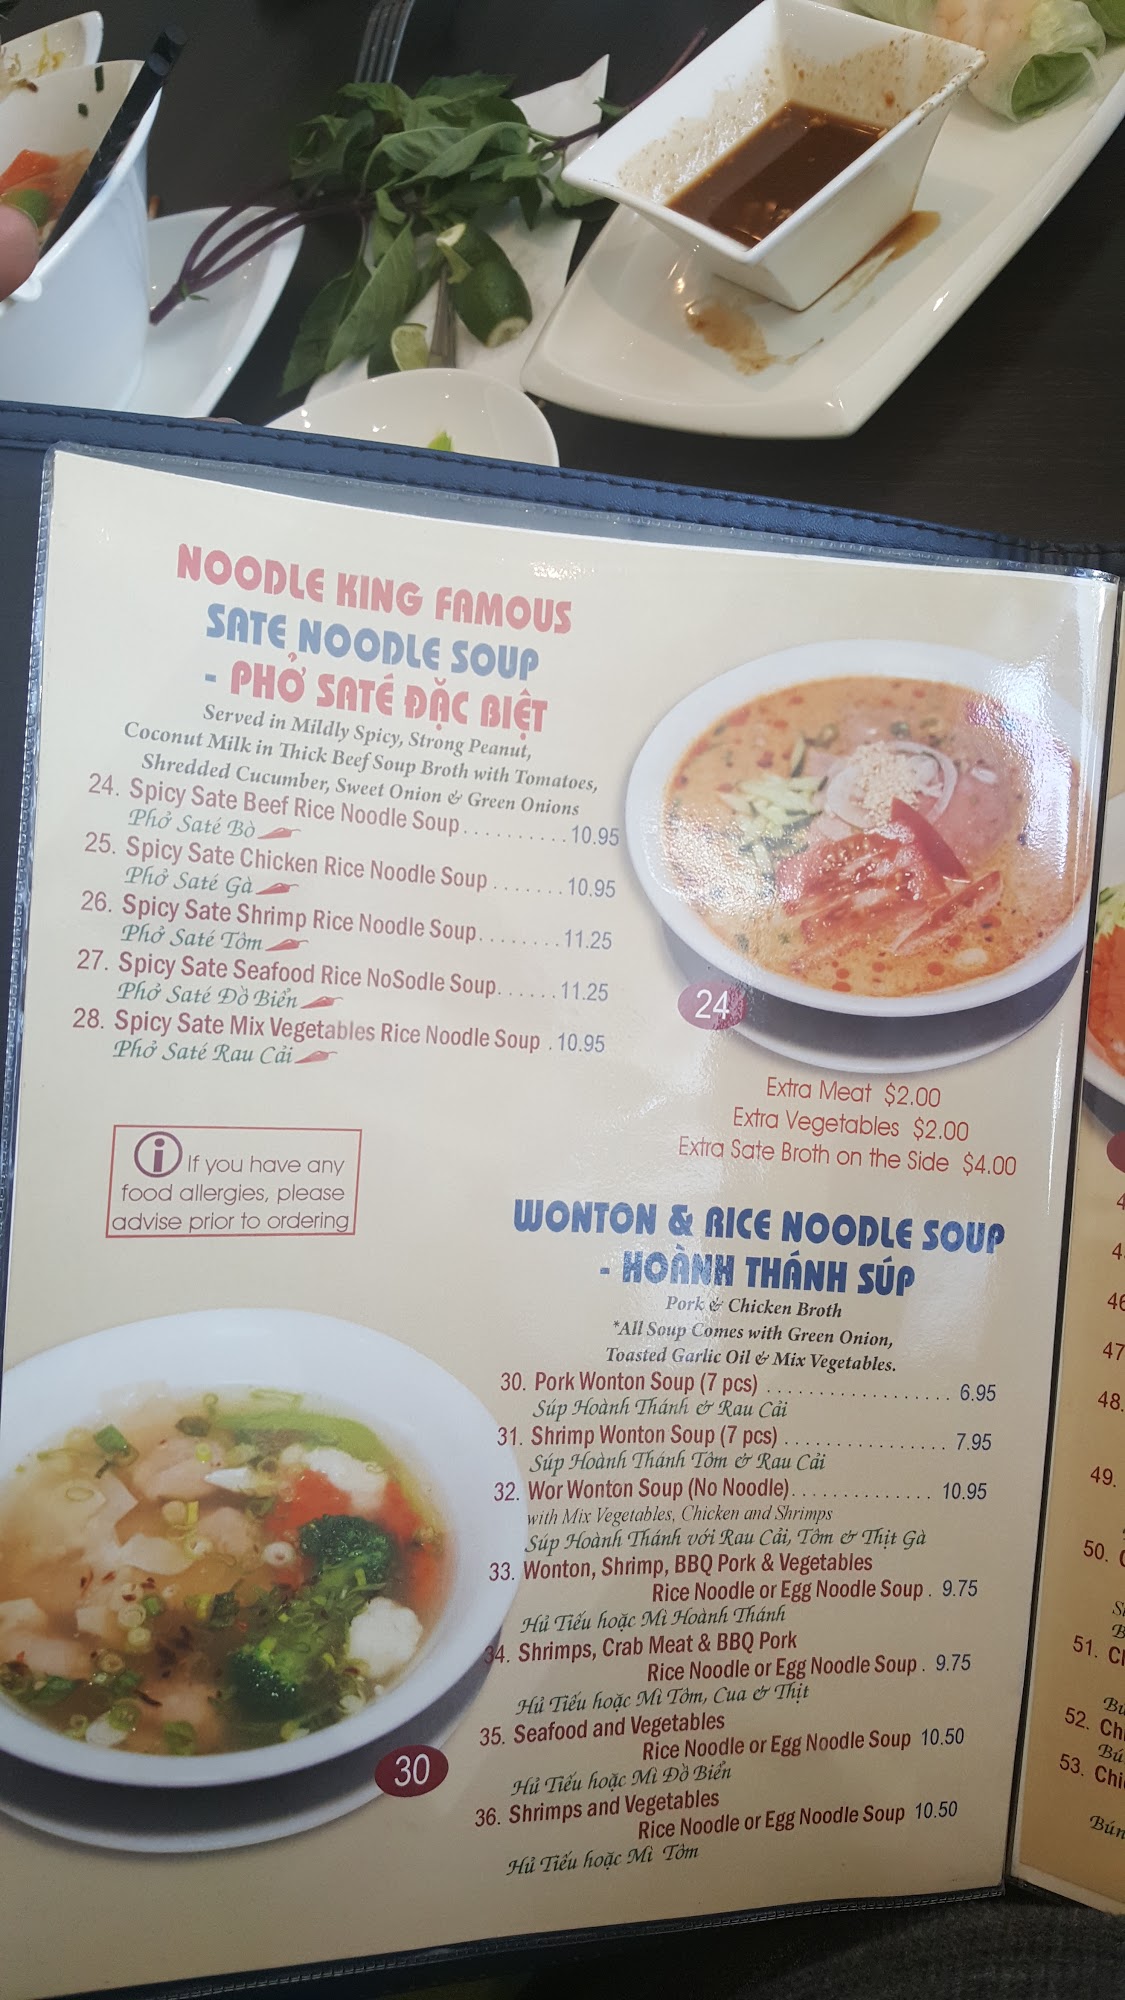 NOODLE KING FAMOUS
SATE NOODLE SOUP
- PHỞ SATÉ ĐẶC BIỆT
Served in Mildly Spicy, Strong Peanut,
Coconut Milk in Thick Beef Soup Broth with Tomatoes,
Shredded Cucumber, Sweet Onion & Green Onions
24. Spicy Sate Beef Rice Noodle Soup..........10.95
Phở Saté Bò
25. Spicy Sate Chicken Rice Noodle Soup.......10.95
Phở Saté Gà
26. Spicy Sate Shrimp Rice Noodle Soup........11.25
Phở Saté Tôm
27. Spicy Sate Seafood Rice NoSodle Soup......11.25
Phở Saté Đồ Biển
28. Spicy Sate Mix Vegetables Rice Noodle Soup .10.95
Phở Saté Rau Cải
24
Extra Meat $2.00
Extra Vegetables $2.00
Extra Sate Broth on the Side $4.00
i If you have any
food allergies, please
advise prior to ordering
WONTON & RICE NOODLE SOUP
- HOÀNH THÁNH SÚP
Pork & Chicken Broth
*All Soup Comes with Green Onion,
Toasted Garlic Oil & Mix Vegetables.
30. Pork Wonton Soup (7 pcs) .................. 6.95
Súp Hoành Thánh & Rau Cải
31. Shrimp Wonton Soup (7 pcs)................ 7.95
Súp Hoành Thánh Tôm & Rau Cải
32. Wor Wonton Soup (No Noodle).............. 10.95
with Mix Vegetables, Chicken and Shrimps
Súp Hoành Thánh với Rau Cải, Tôm & Thịt Gà
33. Wonton, Shrimp, BBQ Pork & Vegetables
Rice Noodle or Egg Noodle Soup . 9.75
Hủ Tiếu hoặc Mì Hoành Thánh
34. Shrimps, Crab Meat & BBQ Pork
Rice Noodle or Egg Noodle Soup . 9.75
Hủ Tiếu hoặc Mì Tôm, Cua & Thịt
35. Seafood and Vegetables
Rice Noodle or Egg Noodle Soup 10.50
Hủ Tiếu hoặc Mì Đồ Biển
36. Shrimps and Vegetables
Rice Noodle or Egg Noodle Soup 10.50
Hủ Tiếu hoặc Mì Tôm
30
46
47.
48.
49.
50.
51.
52.
53.